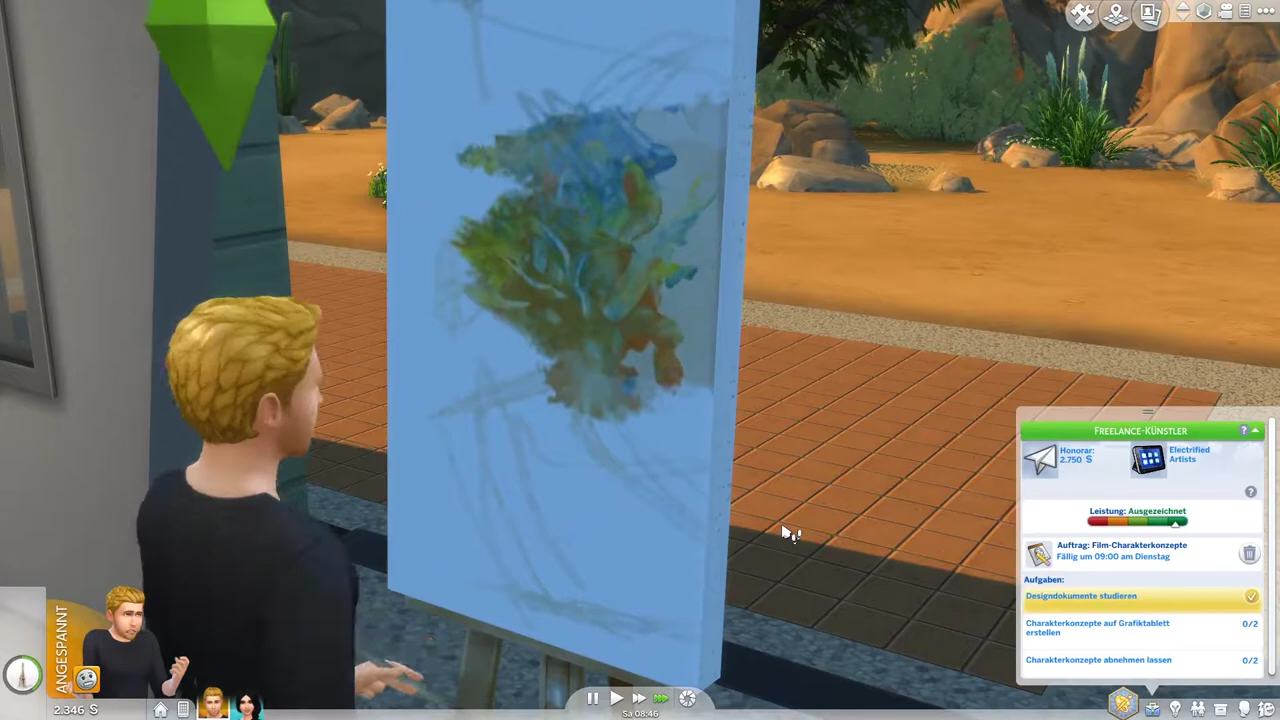 FREELANCE-KÜNSTLER
?
Honorar:
2.750 $
Electrified
Artists
?
Leistung: Ausgezeichnet
Auftrag: Film-Charakterkonzepte
Fällig um 09:00 am Dienstag
Aufgaben:
Designdokumente studieren
Charakterkonzepte auf Grafiktablett
erstellen
0/2
Charakterkonzepte abnehmen lassen
0/2
ANGESPANNT
2.346 $
Sa 08:46